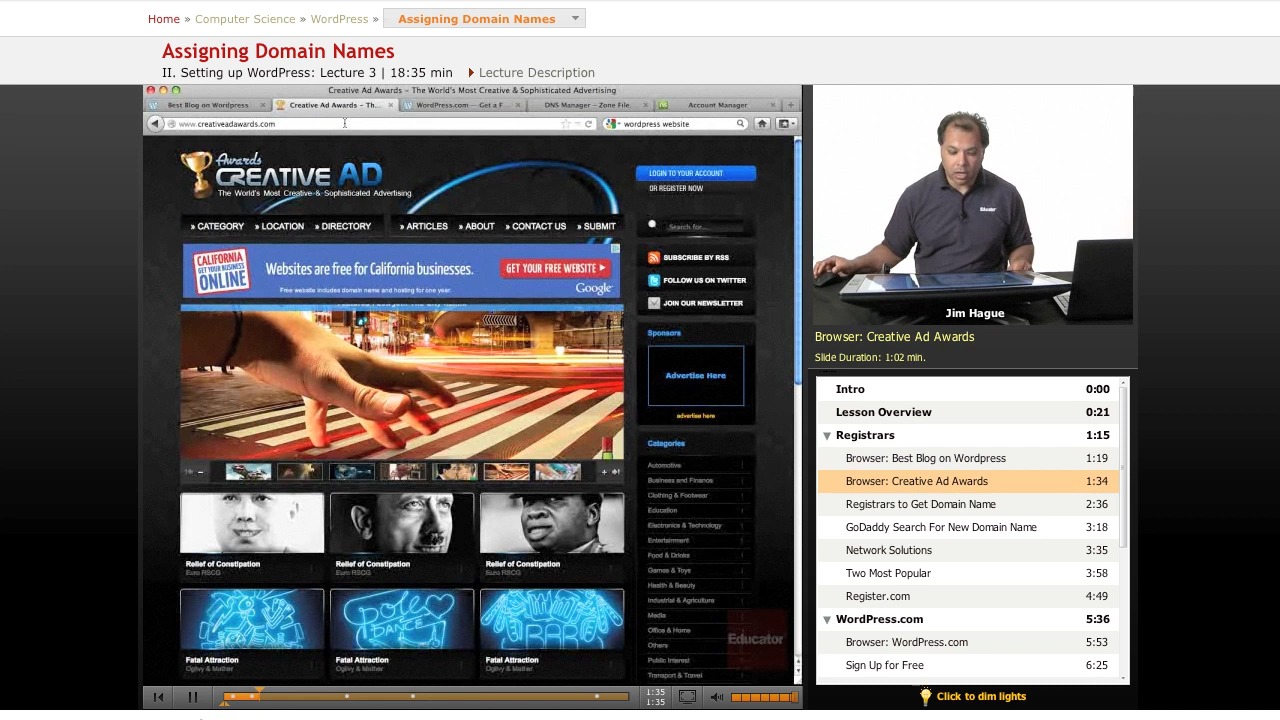 Home » Computer Science » WordPress » Assigning Domain Names
Assigning Domain Names
II. Setting up WordPress: Lecture 3 | 18:35 min Lecture Description
Creative Ad Awards – The World's Most Creative & Sophisticated Advertising
Best Blog on Wordpress
Creative Ad Awards – Th...
WordPress.com — Get a F...
DNS Manager – Zone File...
Account Manager
www.creativeadawards.com
wordpress website
Awards
CREATIVE AD
The World's Most Creative & Sophisticated Advertising
LOGIN TO YOUR ACCOUNT
OR REGISTER NOW
» CATEGORY » LOCATION » DIRECTORY » ARTICLES » ABOUT » CONTACT US » SUBMIT
Search for...
CALIFORNIA
GET YOUR BUSINESS
ONLINE
Websites are free for California businesses.
Free website includes domain name and hosting for one year.
GET YOUR FREE WEBSITE
Google
SUBSCRIBE BY RSS
FOLLOW US ON TWITTER
JOIN OUR NEWSLETTER
Sponsors
Advertise Here
advertise here
Categories
Automotive
Business and Finance
Clothing & Footwear
Education
Electronics & Technology
Entertainment
Food & Drinks
Games & Toys
Health & Beauty
Industrial & Agriculture
Media
Office & Home
Others
Public Interest
Transport & Travel
Relief of Constipation
Euro RSCG
Relief of Constipation
Euro RSCG
Relief of Constipation
Euro RSCG
Fatal Attraction
Ogilvy & Mather
Fatal Attraction
Ogilvy & Mather
Fatal Attraction
Ogilvy & Mather
Educator
1:35
1:35
Educator
Jim Hague
Browser: Creative Ad Awards
Slide Duration: 1:02 min.
Intro 0:00
Lesson Overview 0:21
Registrars 1:15
Browser: Best Blog on Wordpress 1:19
Browser: Creative Ad Awards 1:34
Registrars to Get Domain Name 2:36
GoDaddy Search For New Domain Name 3:18
Network Solutions 3:35
Two Most Popular 3:58
Register.com 4:49
WordPress.com 5:36
Browser: WordPress.com 5:53
Sign Up for Free 6:25
Click to dim lights